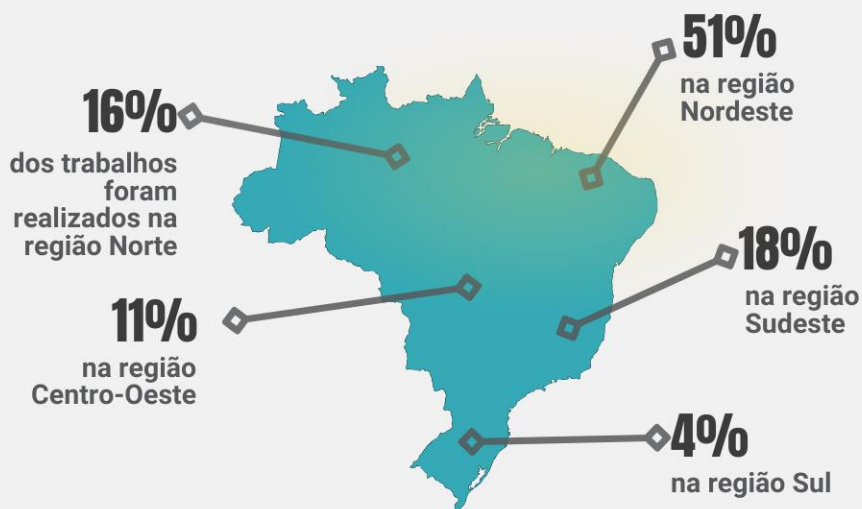 16%
dos trabalhos
foram
realizados na
região Norte
51%
na região
Nordeste
18%
na região
Sudeste
11%
na região
Centro-Oeste
4%
na região Sul